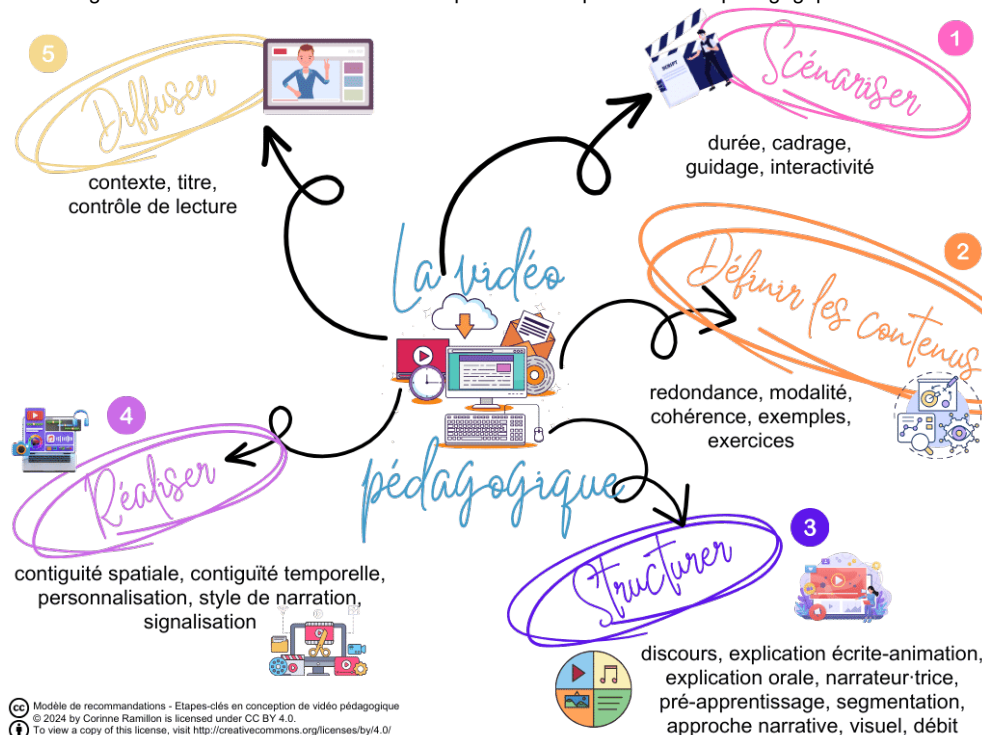 1
Scénariser
SCRIPT
durée, cadrage,
guidage, interactivité
2
Définir les contenus
redondance, modalité,
cohérence, exemples,
exercices
3
Structurer
discours, explication écrite-animation,
explication orale, narrateur·trice,
pré-apprentissage, segmentation,
approche narrative, visuel, débit
4
Réaliser
contiguité spatiale, contiguïté temporelle,
personnalisation, style de narration,
signalisation
5
Diffuser
contexte, titre,
contrôle de lecture
La vidéo
pédagogique
cc Modèle de recommandations - Etapes-clés en conception de vidéo pédagogique
© 2024 by Corinne Ramillon is licensed under CC BY 4.0.
To view a copy of this license, visit http://creativecommons.org/licenses/by/4.0/